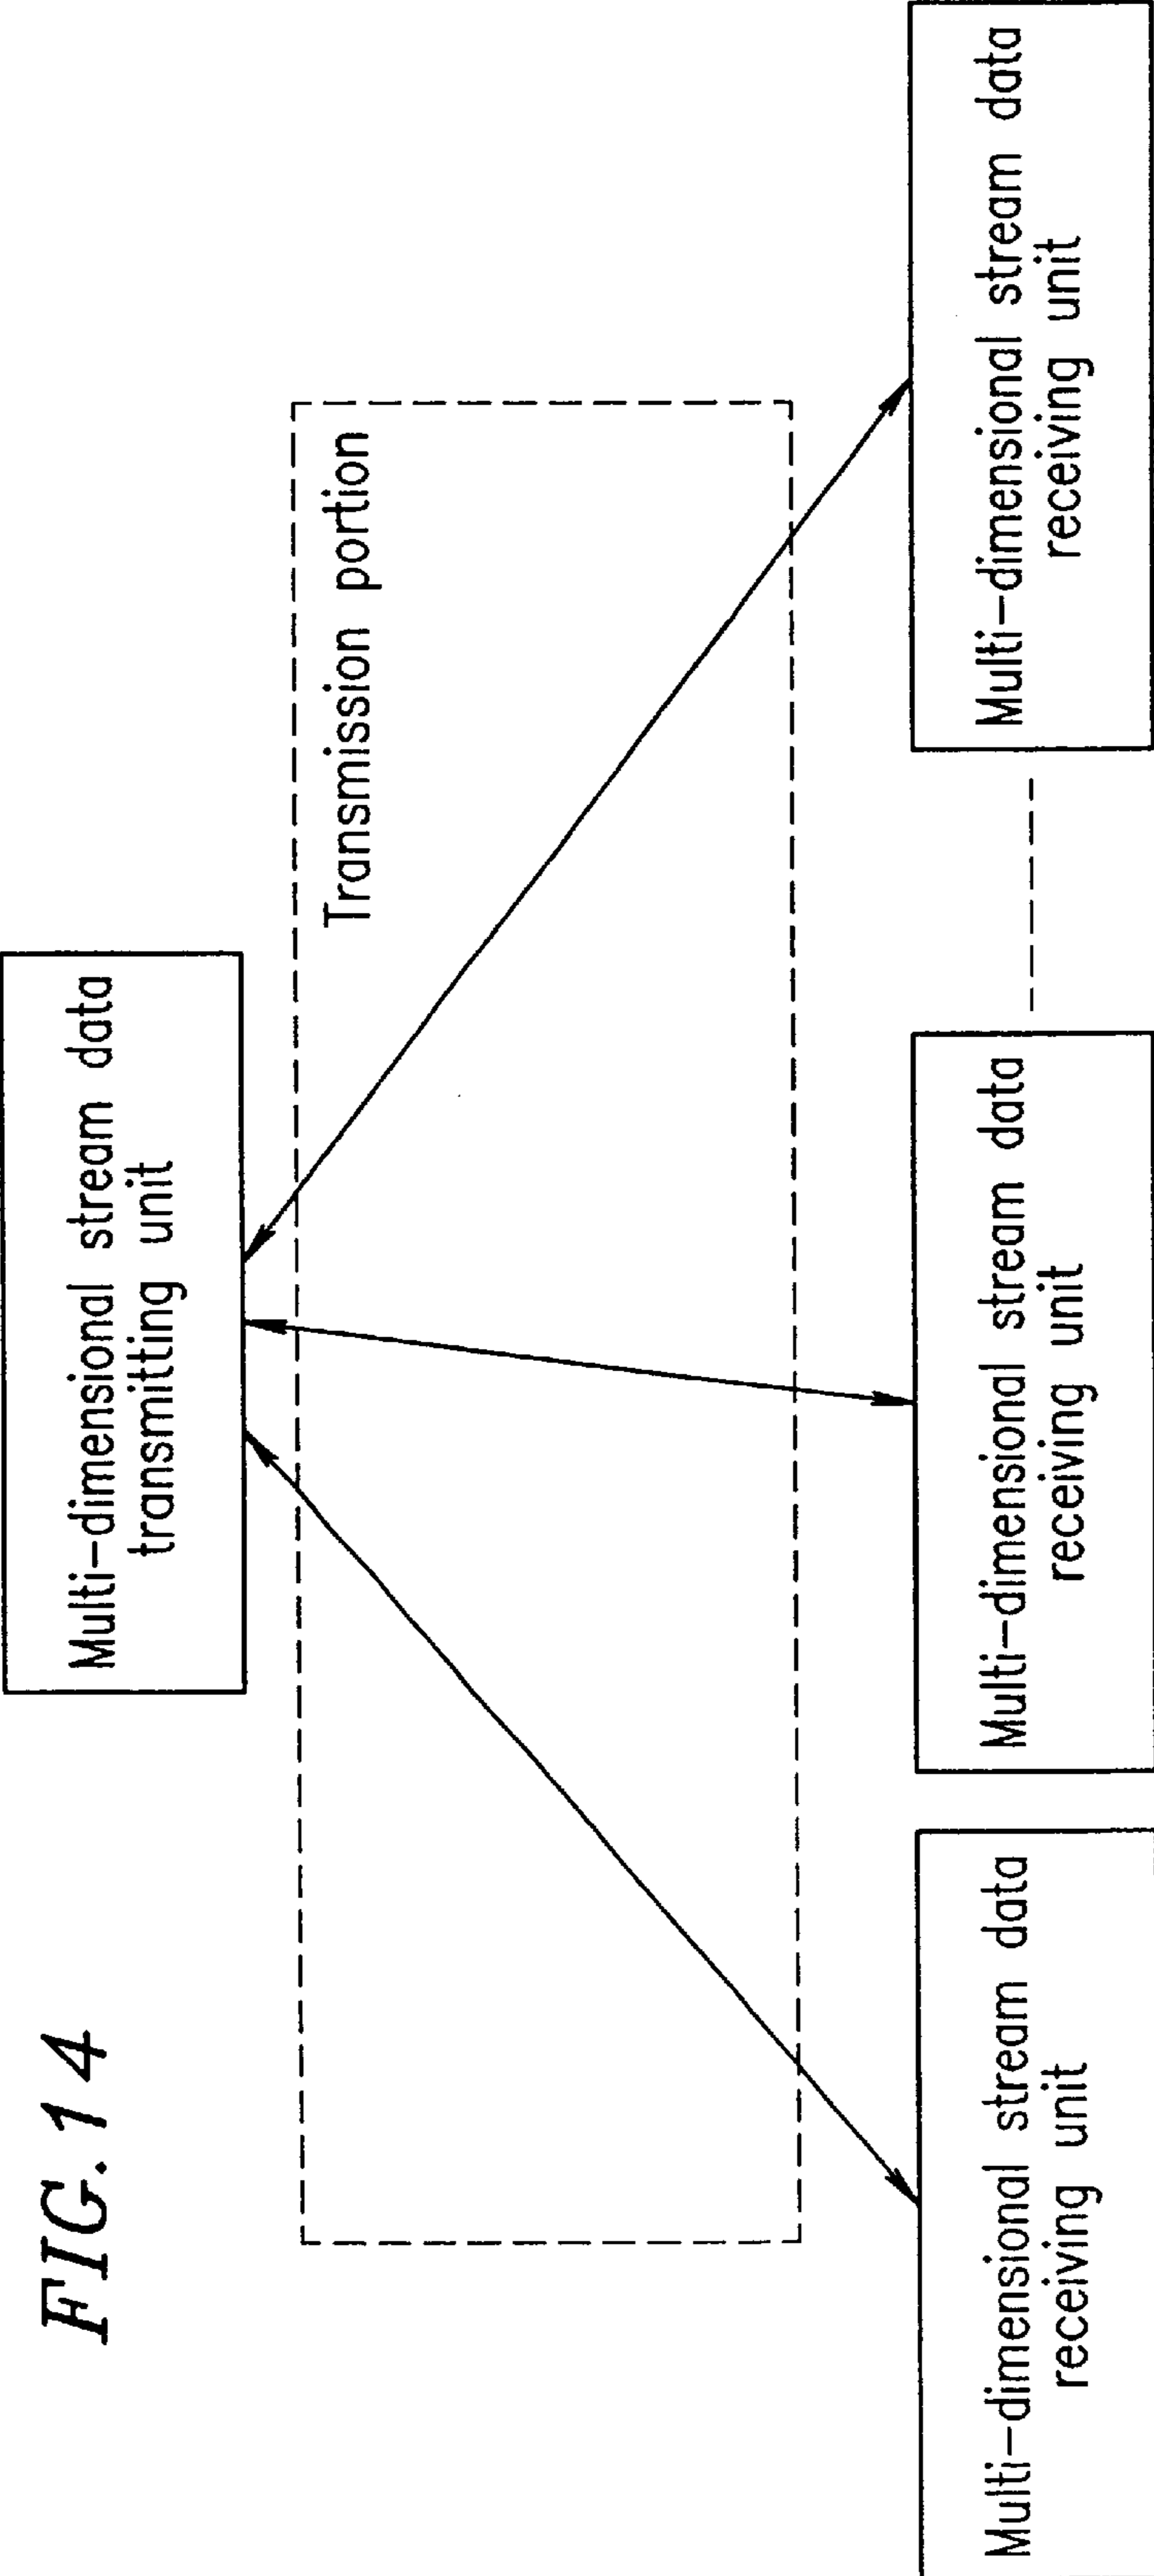 FIG.14
Multi-dimensional stream data
transmitting unit
Transmission portion
Multi-dimensional stream data
receiving unit
Multi-dimensional stream data
receiving unit
Multi-dimensional stream data
receiving unit